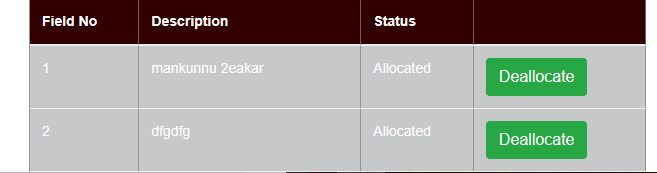 Field No Description Status
1 mankunnu 2eakar Allocated Deallocate
2 dfgdfg Allocated Deallocate